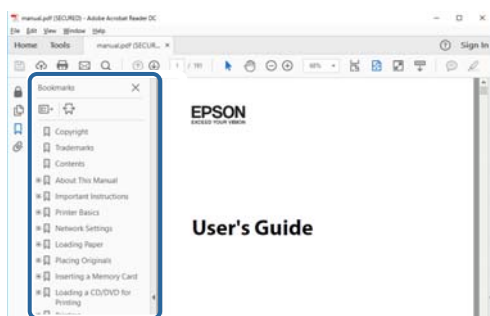 manual.pdf (SECURED) - Adobe Acrobat Reader DC
File Edit View Window Help
Home Tools manual.pdf (SECUR... × Sign In
1 / 191
Bookmarks
Copyright
Trademarks
Contents
About This Manual
Important Instructions
Printer Basics
Network Settings
Loading Paper
Placing Originals
Inserting a Memory Card
Loading a CD/DVD for
Printing
EPSON
EXCEED YOUR VISION
User's Guide